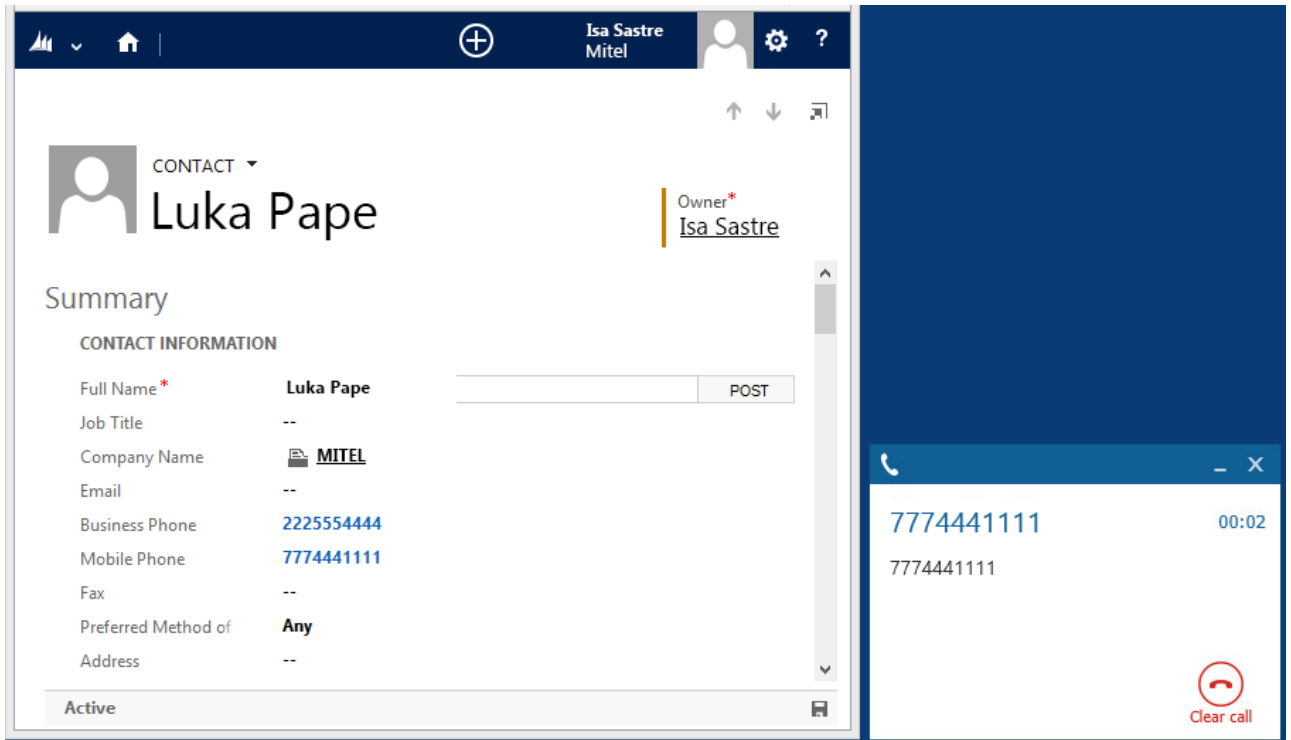 Isa Sastre
Mitel
?
CONTACT
Luka Pape
Owner*
Isa Sastre
Summary
CONTACT INFORMATION
Full Name* Luka Pape POST
Job Title --
Company Name MITEL
Email --
Business Phone 2225554444
Mobile Phone 7774441111
Fax --
Preferred Method of Any
Address --
Active
7774441111 00:02
7774441111
Clear call